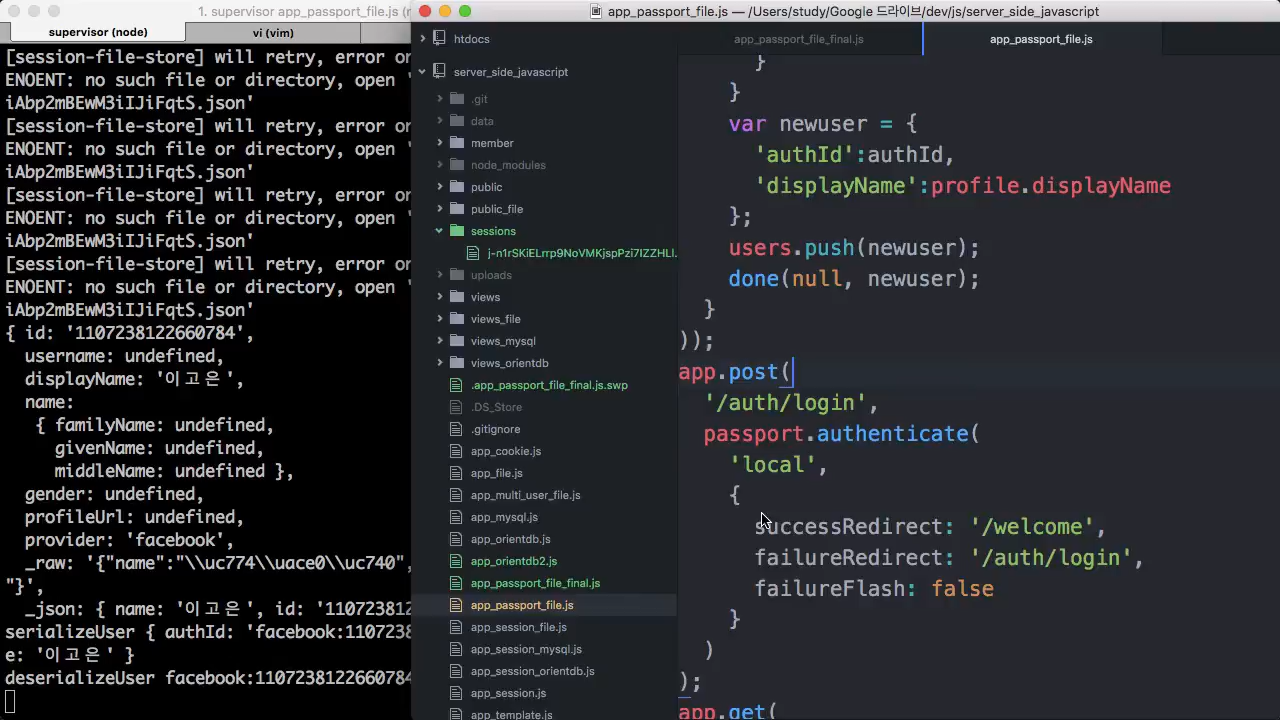 1. supervisor app_passport_file.js (n
supervisor (node)
vi (vim)
[session-file-store] will retry, error or
ENOENT: no such file or directory, open '
iAbp2mBEwM3iIJiFqtS.json'
[session-file-store] will retry, error or
ENOENT: no such file or directory, open '
iAbp2mBEwM3iIJiFqtS.json'
[session-file-store] will retry, error or
ENOENT: no such file or directory, open '
iAbp2mBEwM3iIJiFqtS.json'
[session-file-store] will retry, error or
ENOENT: no such file or directory, open '
iAbp2mBEwM3iIJiFqtS.json'
{ id: '1107238122660784',
username: undefined,
displayName: '이고은',
name:
{ familyName: undefined,
givenName: undefined,
middleName: undefined },
gender: undefined,
profileUrl: undefined,
provider: 'facebook',
_raw: '{"name":"\\uc774\\uace0\\uc740",
"}',
_json: { name: '이고은', id: '110723812
serializeUser { authId: 'facebook:1107238
e: '이고은' }
deserializeUser facebook:1107238122660784
app_passport_file.js — /Users/study/Google 드라이브/dev/js/server_side_javascript
htdocs
server_side_javascript
.git
data
member
node_modules
public
public_file
sessions
j-n1rSKiELrrp9NoVMKjspPzi7IZZHLl.
uploads
views
views_file
views_mysql
views_orientdb
.app_passport_file_final.js.swp
.DS_Store
.gitignore
app_cookie.js
app_file.js
app_multi_user_file.js
app_mysql.js
app_orientdb.js
app_orientdb2.js
app_passport_file_final.js
app_passport_file.js
app_session_file.js
app_session_mysql.js
app_session_orientdb.js
app_session.js
app_template.js
app_passport_file_final.js
app_passport_file.js
}
}
var newuser = {
'authId':authId,
'displayName':profile.displayName
};
users.push(newuser);
done(null, newuser);
}
));
app.post(
'/auth/login',
passport.authenticate(
'local',
{
successRedirect: '/welcome',
failureRedirect: '/auth/login',
failureFlash: false
}
)
);
app.get(